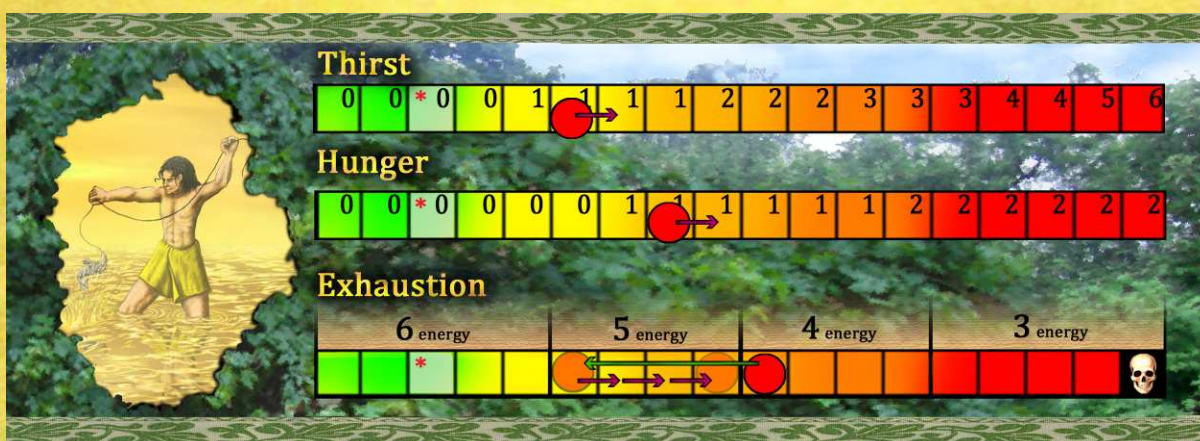 Thirst
0 0 * 0 0 1 1 1 1 2 2 2 3 3 3 4 4 5 6
Hunger
0 0 * 0 0 0 0 1 1 1 1 1 1 2 2 2 2 2 2
Exhaustion
6 energy 5 energy 4 energy 3 energy
*